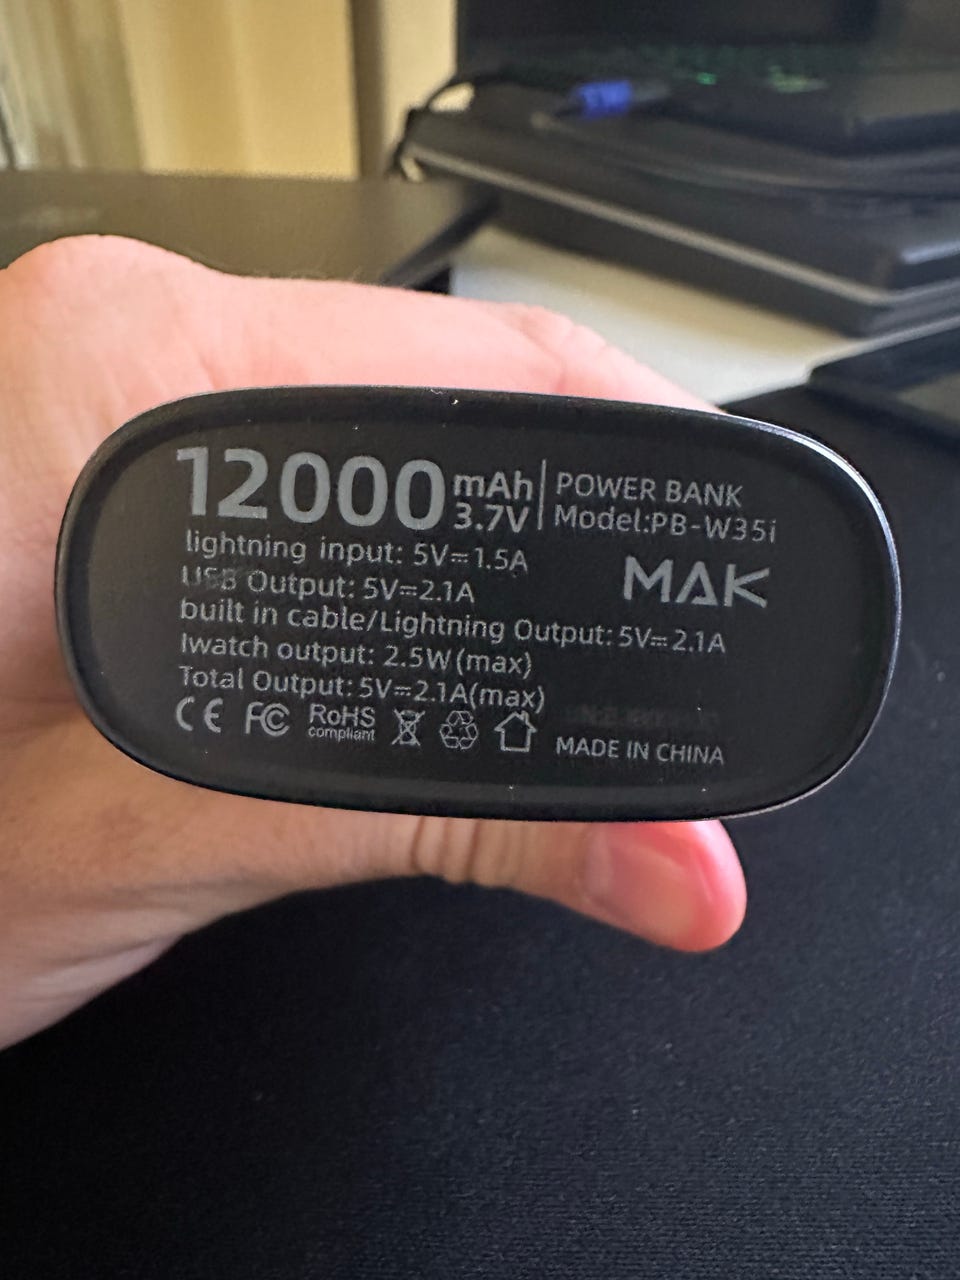 12000 mAh 3.7V | POWER BANK
Model:PB-W35i
lightning input: 5V⎓1.5A
USB Output: 5V⎓2.1A
MAK
built in cable/Lightning Output: 5V⎓2.1A
Iwatch output: 2.5W(max)
Total Output: 5V⎓2.1A(max)
CE FC RoHS
compliant
MADE IN CHINA